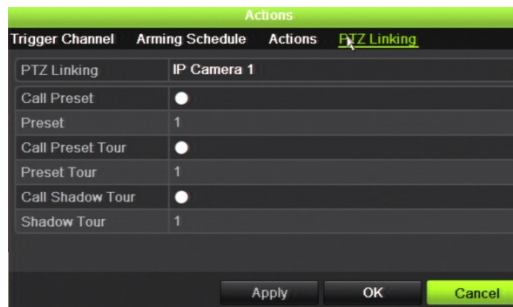 Actions
Trigger Channel Arming Schedule Actions PTZ Linking
PTZ Linking IP Camera 1
Call Preset
Preset 1
Call Preset Tour
Preset Tour 1
Call Shadow Tour
Shadow Tour 1
Apply OK Cancel